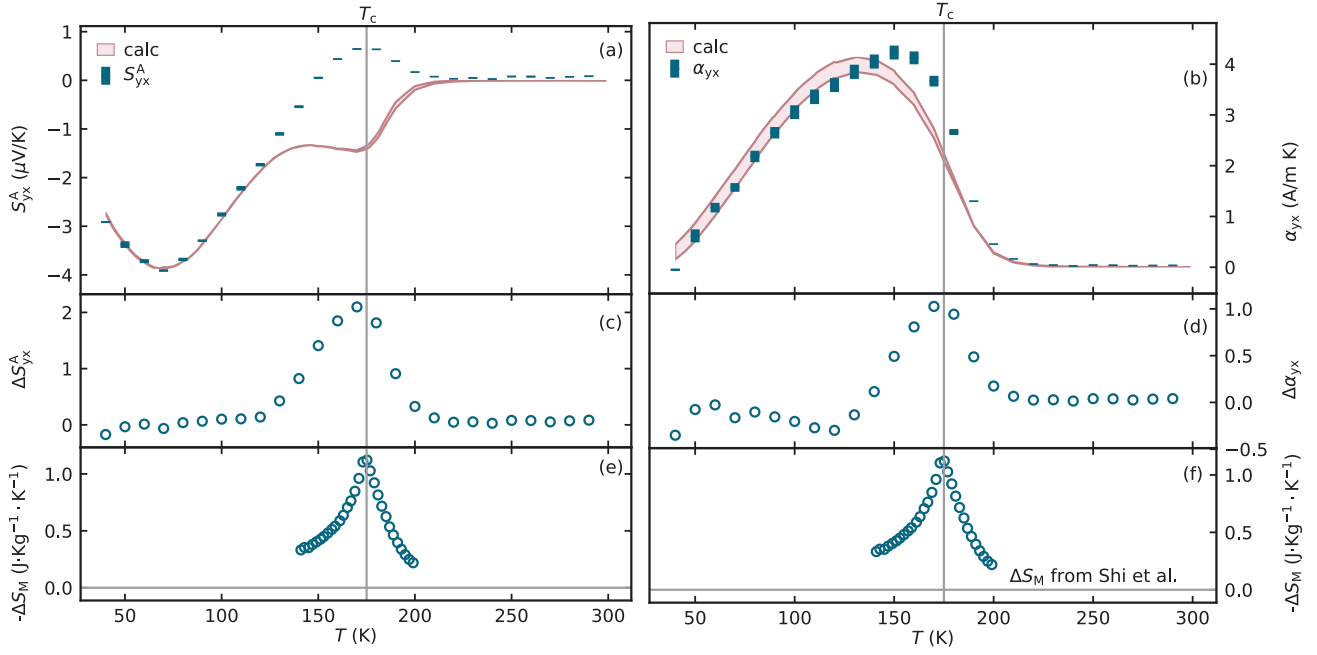 T_c
(a)
calc
S^A_yx
1
0
−1
−2
−3
−4
S^A_yx (μV/K)
(c)
2
1
0
ΔS^A_yx
(e)
1.0
0.5
0.0
-ΔS_M (J·Kg⁻¹ · K⁻¹)
50 100 150 200 250 300
T (K)
T_c
calc
α_yx
(b)
4
3
2
1
0
α_yx (A/m K)
(d)
1.0
0.5
0.0
−0.5
Δα_yx
(f)
1.0
0.5
0.0
-ΔS_M (J·Kg⁻¹ · K⁻¹)
ΔS_M from Shi et al.
50 100 150 200 250 300
T (K)